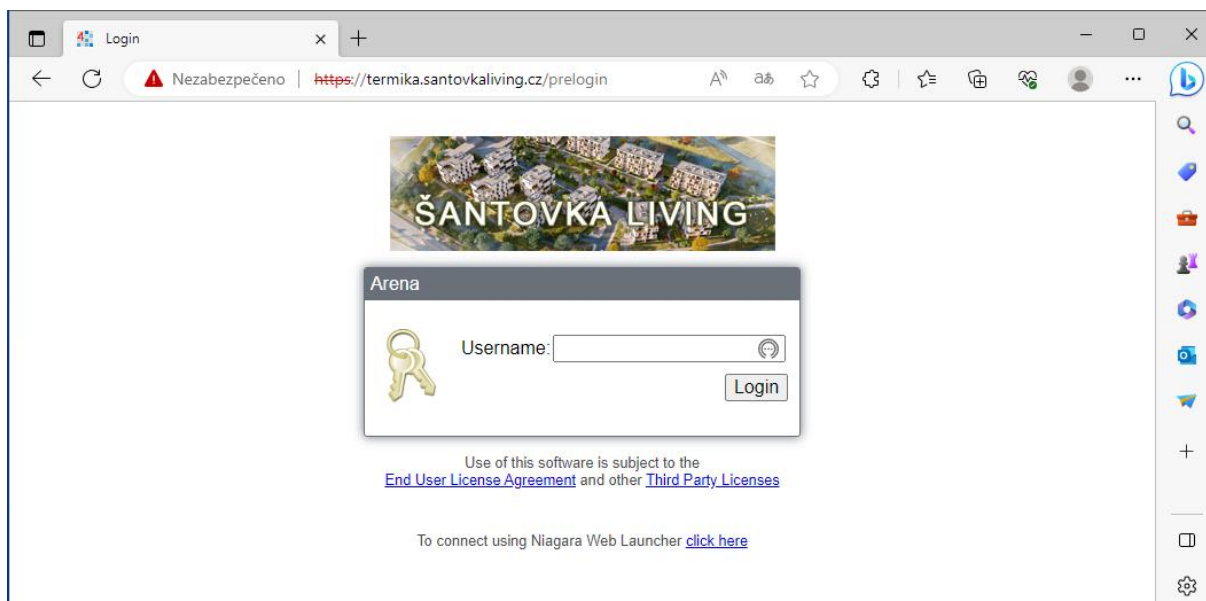 Login
Nezabezpečeno https://termika.santovkaliving.cz/prelogin
ŠANTOVKA LIVING
Arena
Username:
Login
Use of this software is subject to the
End User License Agreement and other Third Party Licenses
To connect using Niagara Web Launcher click here